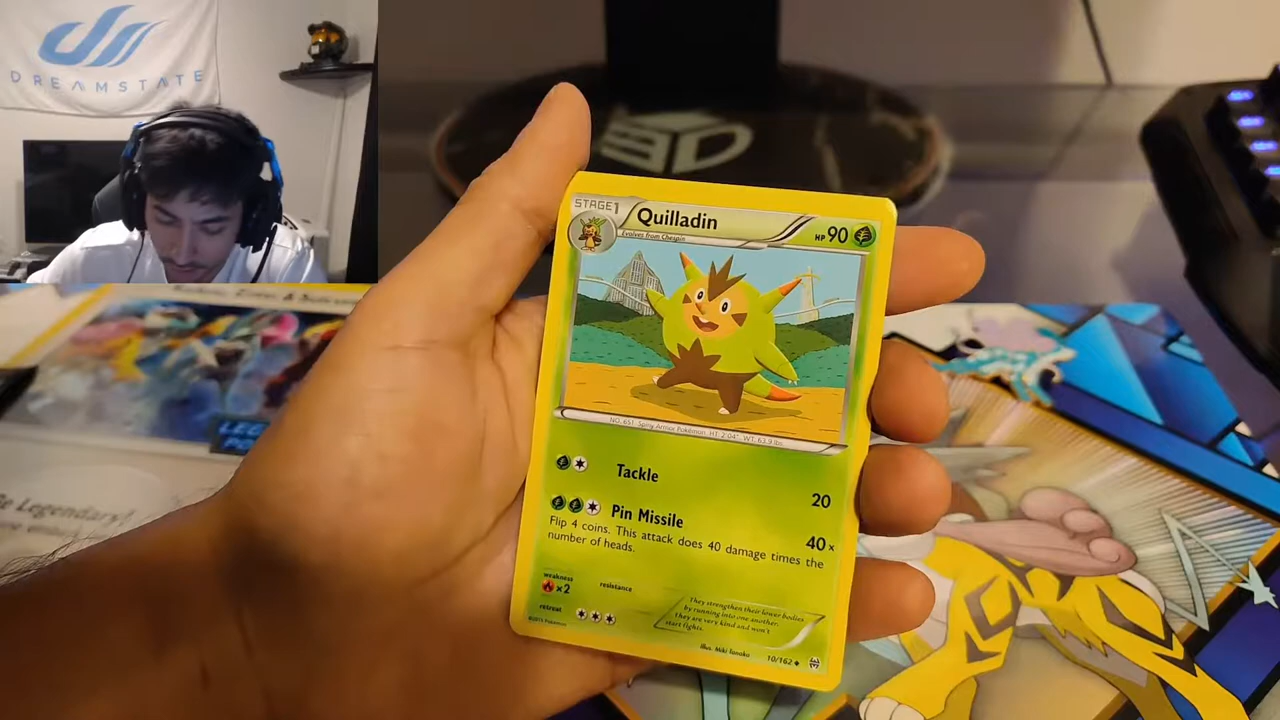 DREAMSTATE
STAGE1
Quilladin
HP 90
Evolves from Chespin
NO. 651 Spiny Armor Pokémon HT: 2'04" WT: 63.9 lbs.
Tackle
20
Pin Missile
40×
Flip 4 coins. This attack does 40 damage times the
number of heads.
weakness
×2
resistance
retreat
They strengthen their lower bodies
by running into one another.
They are very kind and won't
start fights.
©2015 Pokémon
Illus. Miki Tanaka
10/162
Legendary!